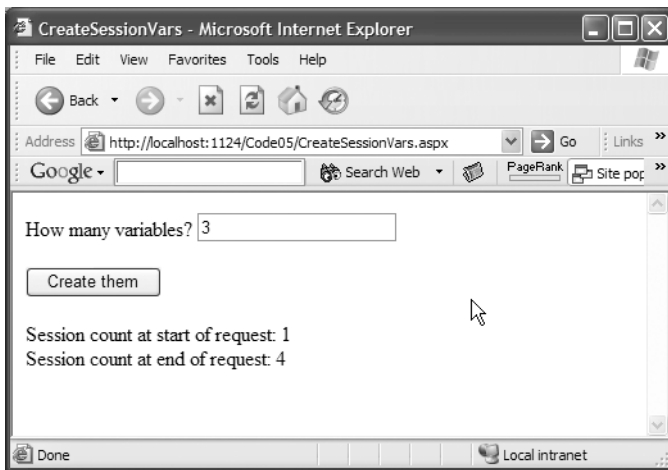 CreateSessionVars - Microsoft Internet Explorer
File Edit View Favorites Tools Help
Back
Address http://localhost:1124/Code05/CreateSessionVars.aspx Go Links »
Google Search Web PageRank Site pop »
How many variables? 3
Create them
Session count at start of request: 1
Session count at end of request: 4
Done Local intranet